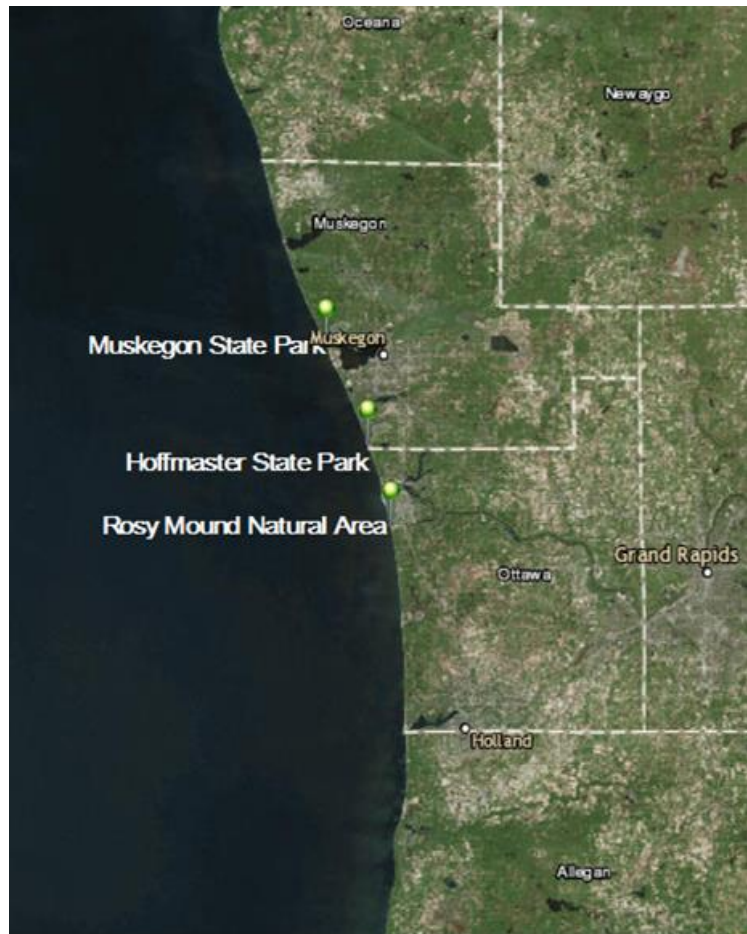 Oceana
Newaygo
Muskegon
Muskegon State Park
Muskegon
Hoffmaster State Park
Rosy Mound Natural Area
Grand Rapids
Ottawa
Holland
Allegan